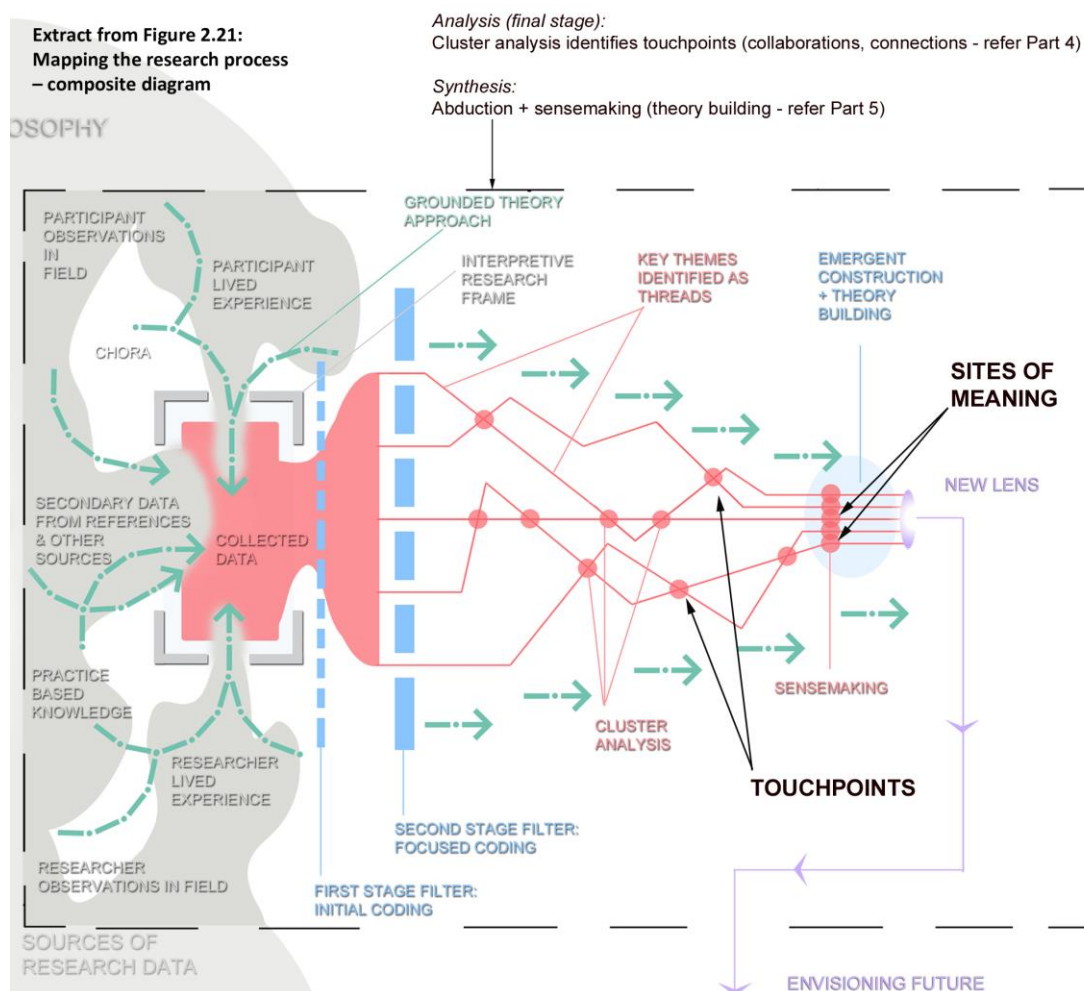 Extract from Figure 2.21:
Mapping the research process
– composite diagram
Analysis (final stage):
Cluster analysis identifies touchpoints (collaborations, connections - refer Part 4)
Synthesis:
Abduction + sensemaking (theory building - refer Part 5)
OSOPHY
PARTICIPANT
OBSERVATIONS
IN
FIELD
PARTICIPANT
LIVED
EXPERIENCE
CHORA
GROUNDED THEORY
APPROACH
INTERPRETIVE
RESEARCH
FRAME
KEY THEMES
IDENTIFIED AS
THREADS
EMERGENT
CONSTRUCTION
+ THEORY
BUILDING
SITES OF
MEANING
NEW LENS
SECONDARY DATA
FROM REFERENCES
& OTHER
SOURCES
COLLECTED
DATA
PRACTICE
BASED
KNOWLEDGE
RESEARCHER
LIVED
EXPERIENCE
RESEARCHER
OBSERVATIONS IN FIELD
CLUSTER
ANALYSIS
SENSEMAKING
TOUCHPOINTS
SECOND STAGE FILTER:
FOCUSED CODING
FIRST STAGE FILTER:
INITIAL CODING
SOURCES OF
RESEARCH DATA
ENVISIONING FUTURE